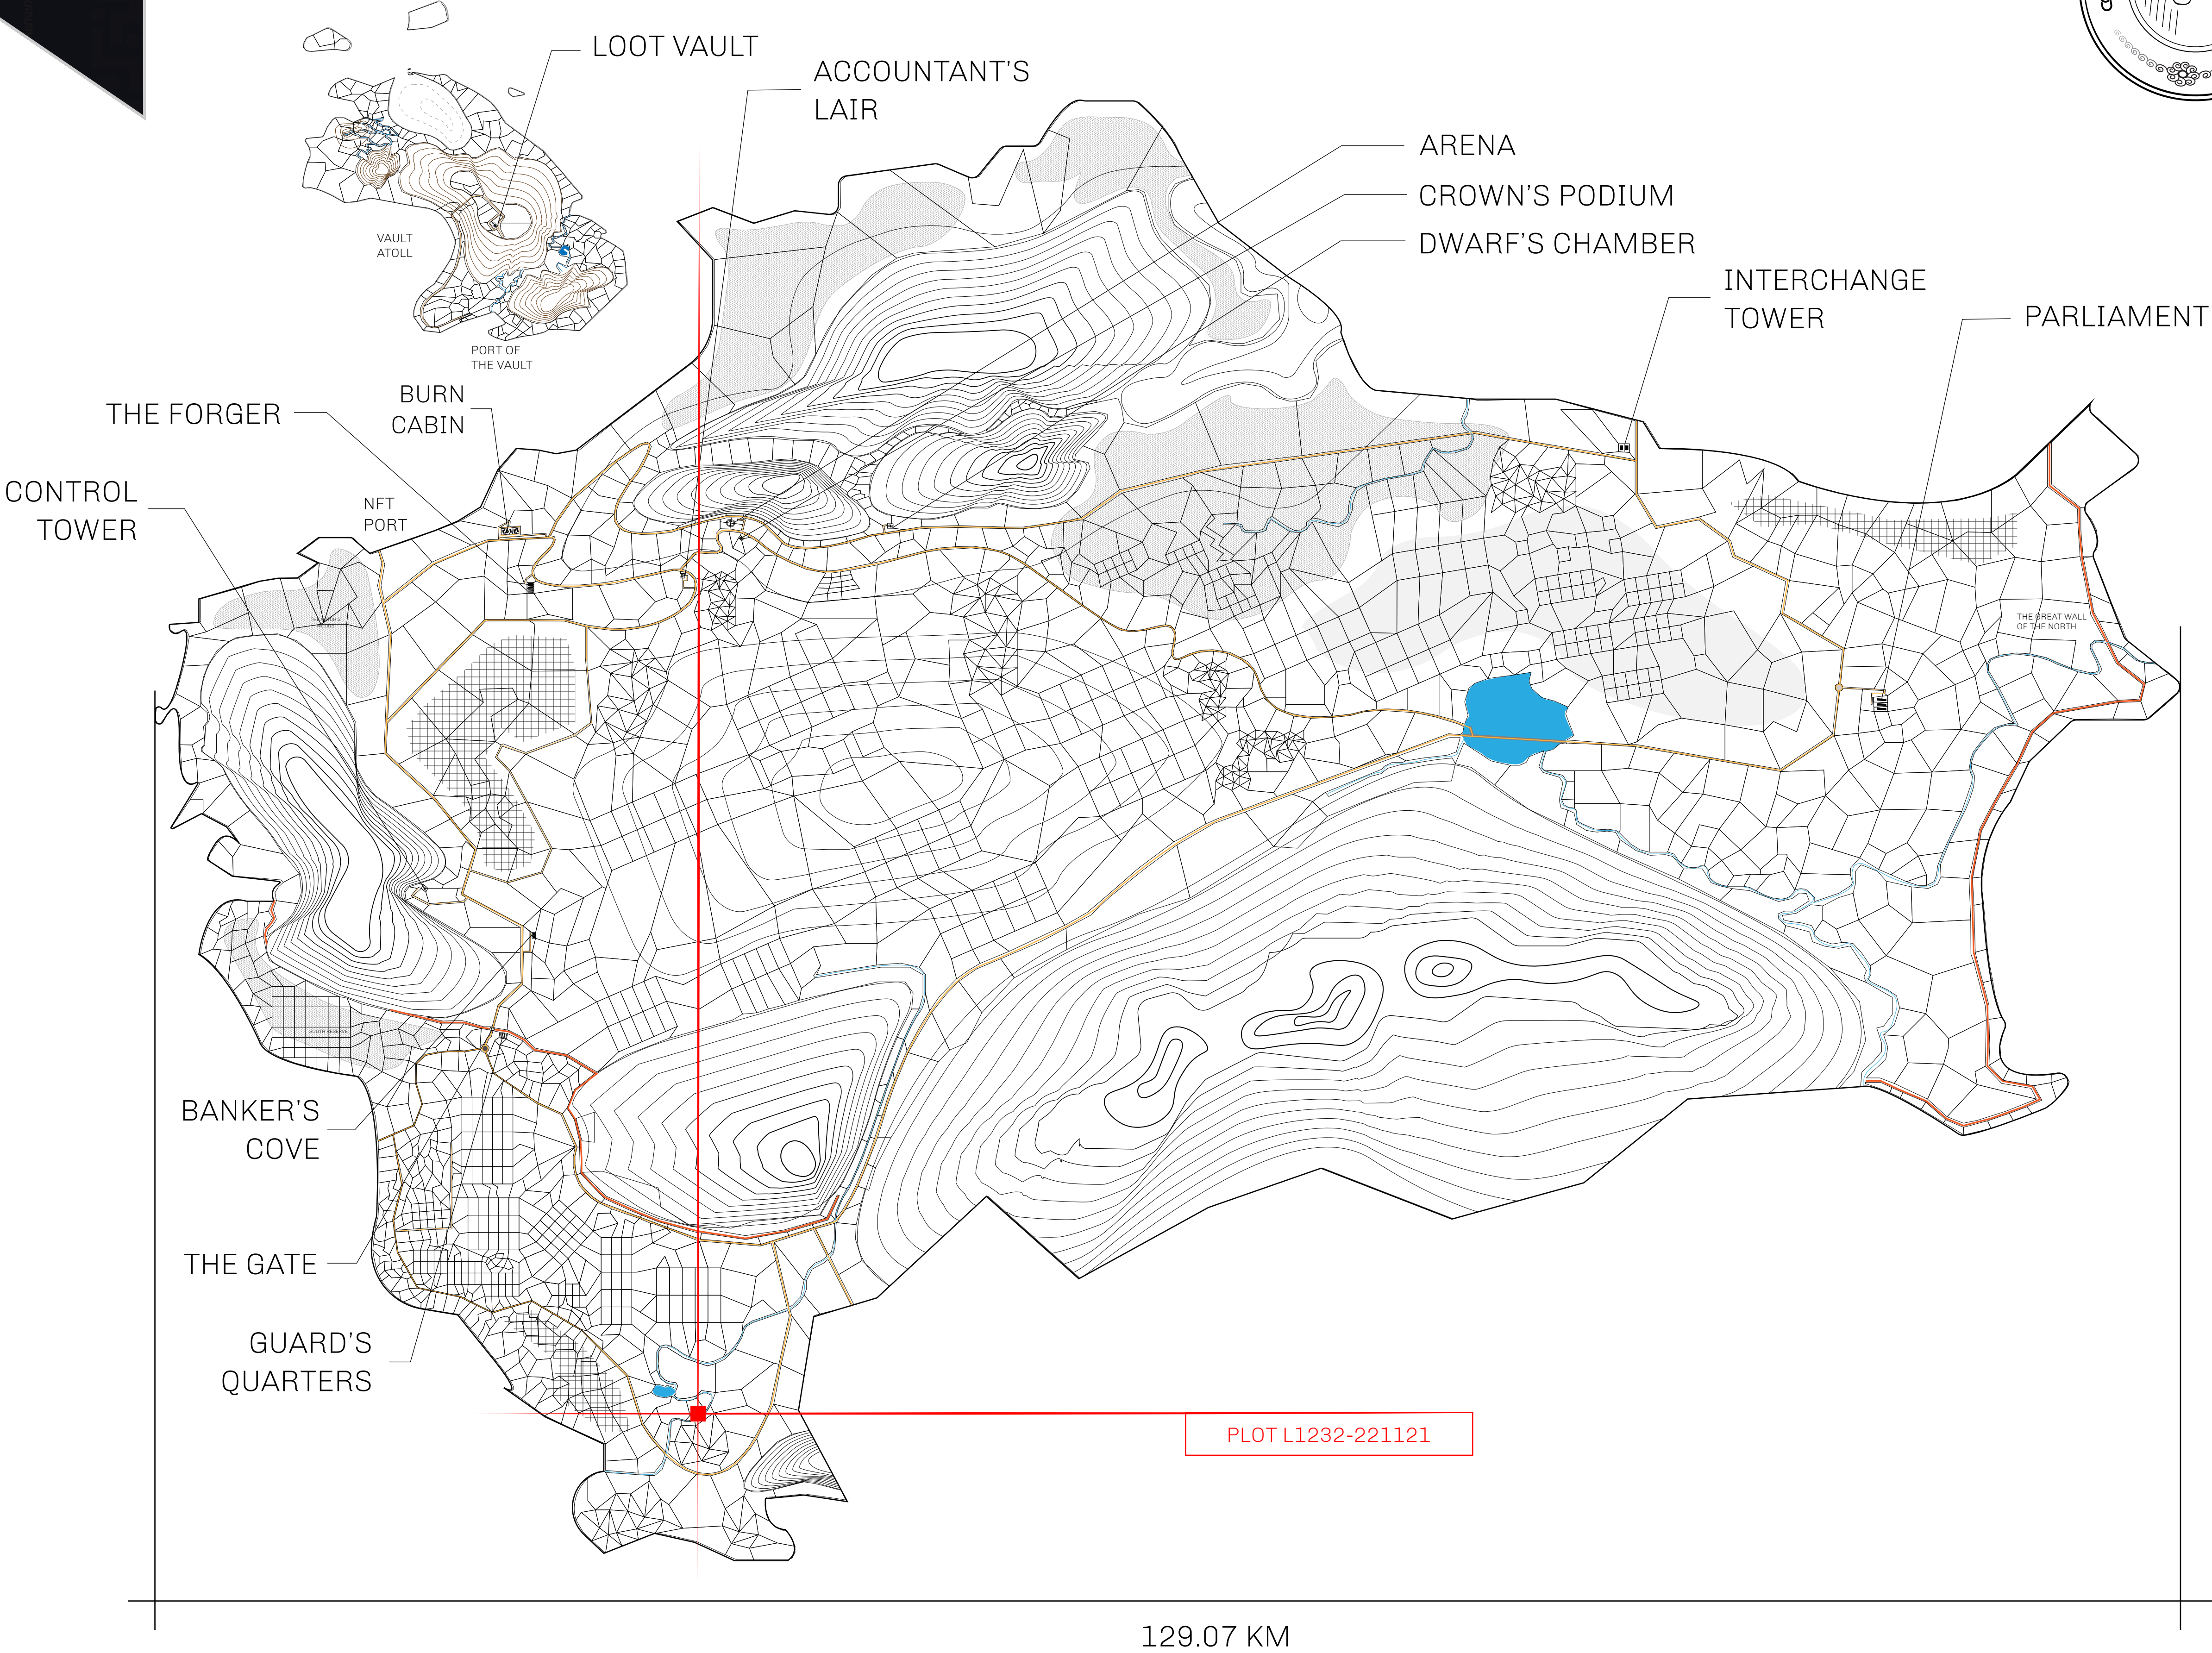 LOOT VAULT
ACCOUNTANT'S
LAIR
ARENA
CROWN'S PODIUM
DWARF'S CHAMBER
INTERCHANGE
TOWER
PARLIAMENT
VAULT
ATOLL
PORT OF
THE VAULT
BURN
CABIN
THE FORGER
CONTROL
TOWER
NFT
PORT
THE GREAT WALL
OF THE NORTH
SOUTH RESERVE
BANKER'S
COVE
THE GATE
GUARD'S
QUARTERS
PLOT L1232-221121
129.07 KM